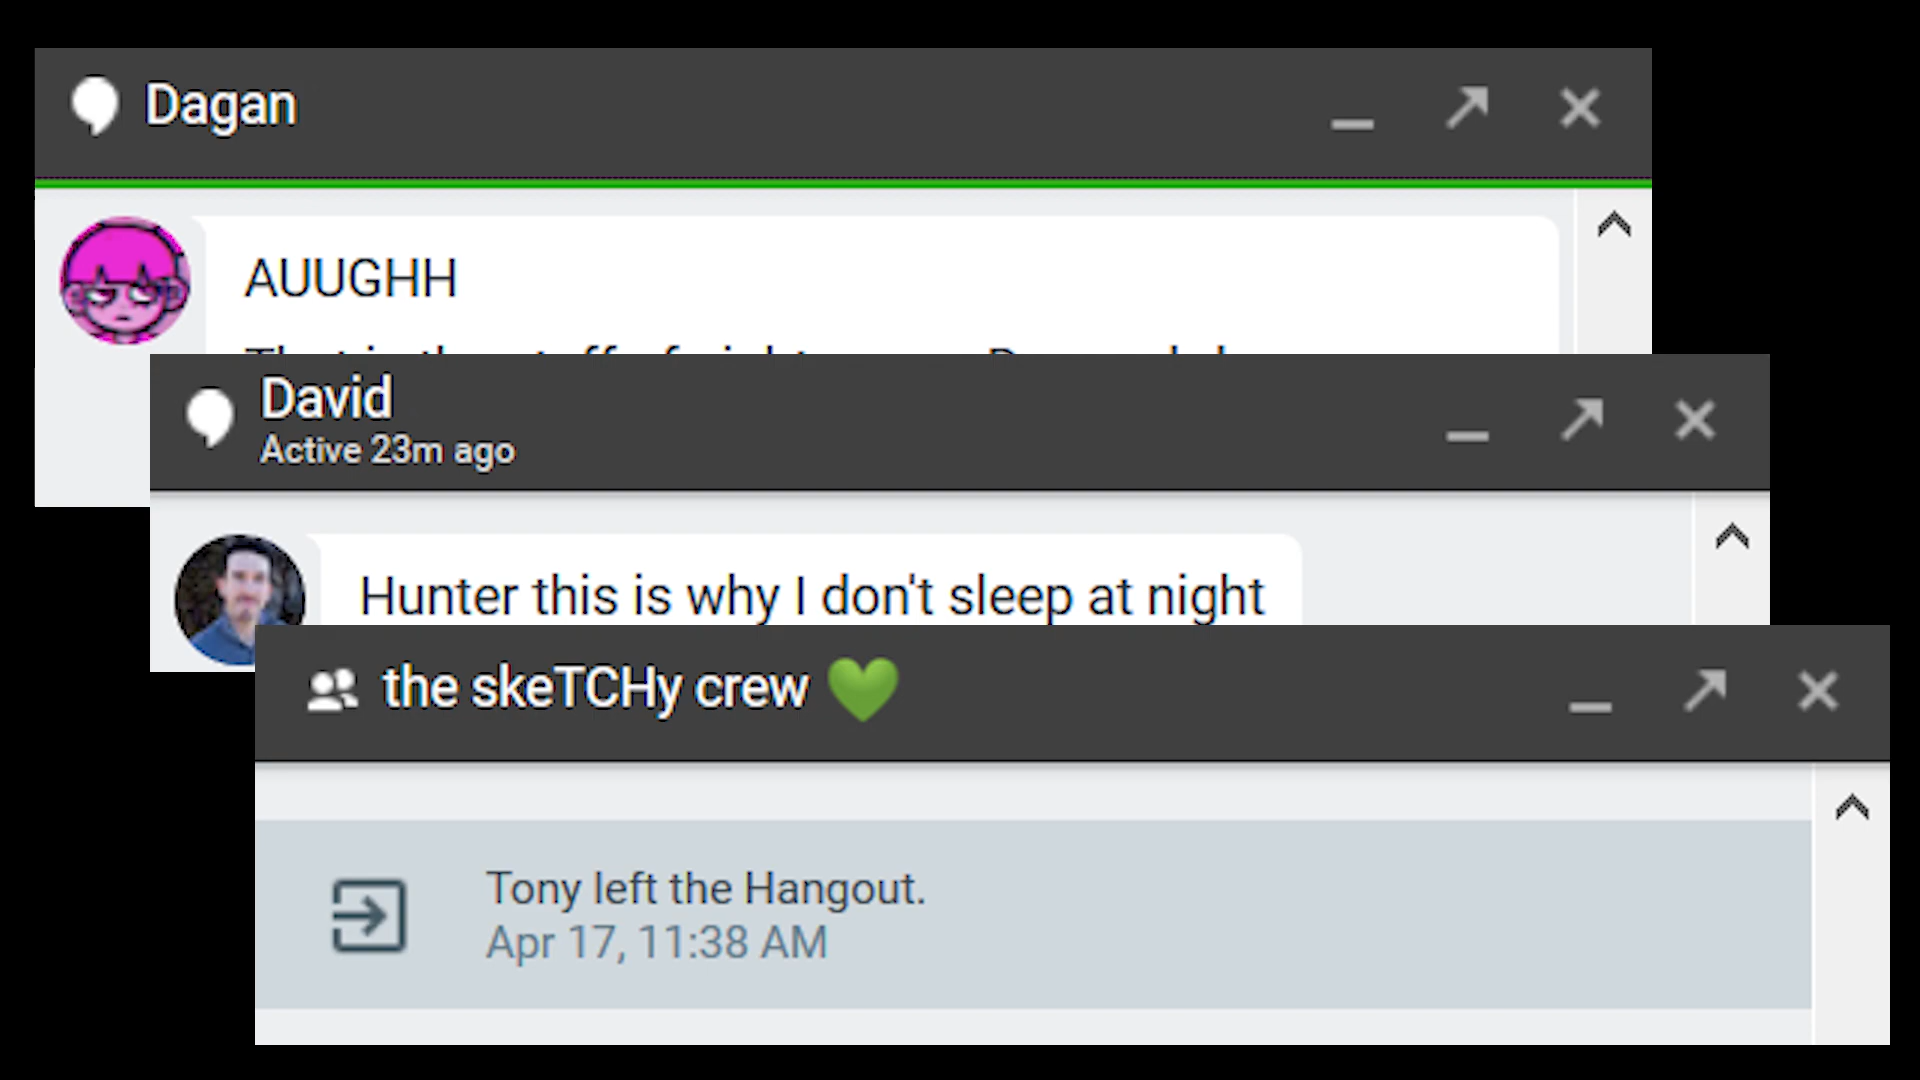 Dagan
AUUGHH
David
Active 23m ago
Hunter this is why I don't sleep at night
the skeTCHy crew 💚
Tony left the Hangout.
Apr 17, 11:38 AM